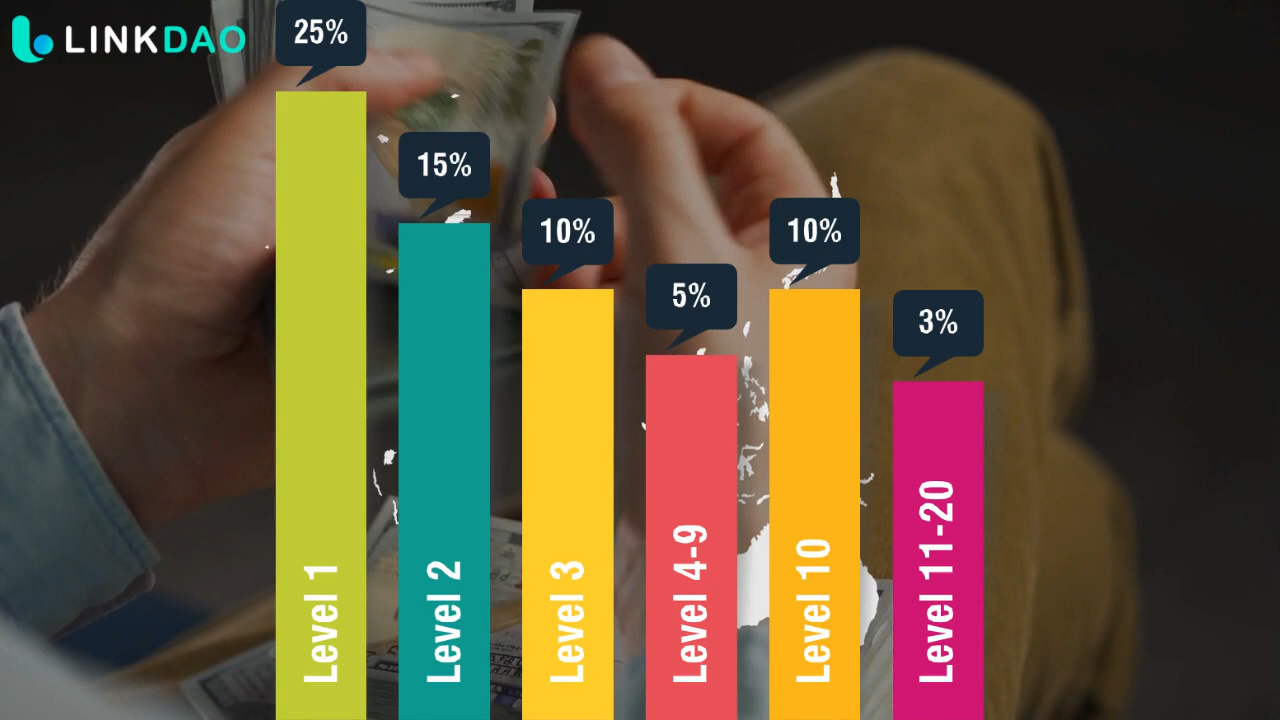 LINKDAO
25%
15%
10%
5%
10%
3%
Level 1
Level 2
Level 3
Level 4-9
Level 10
Level 11-20